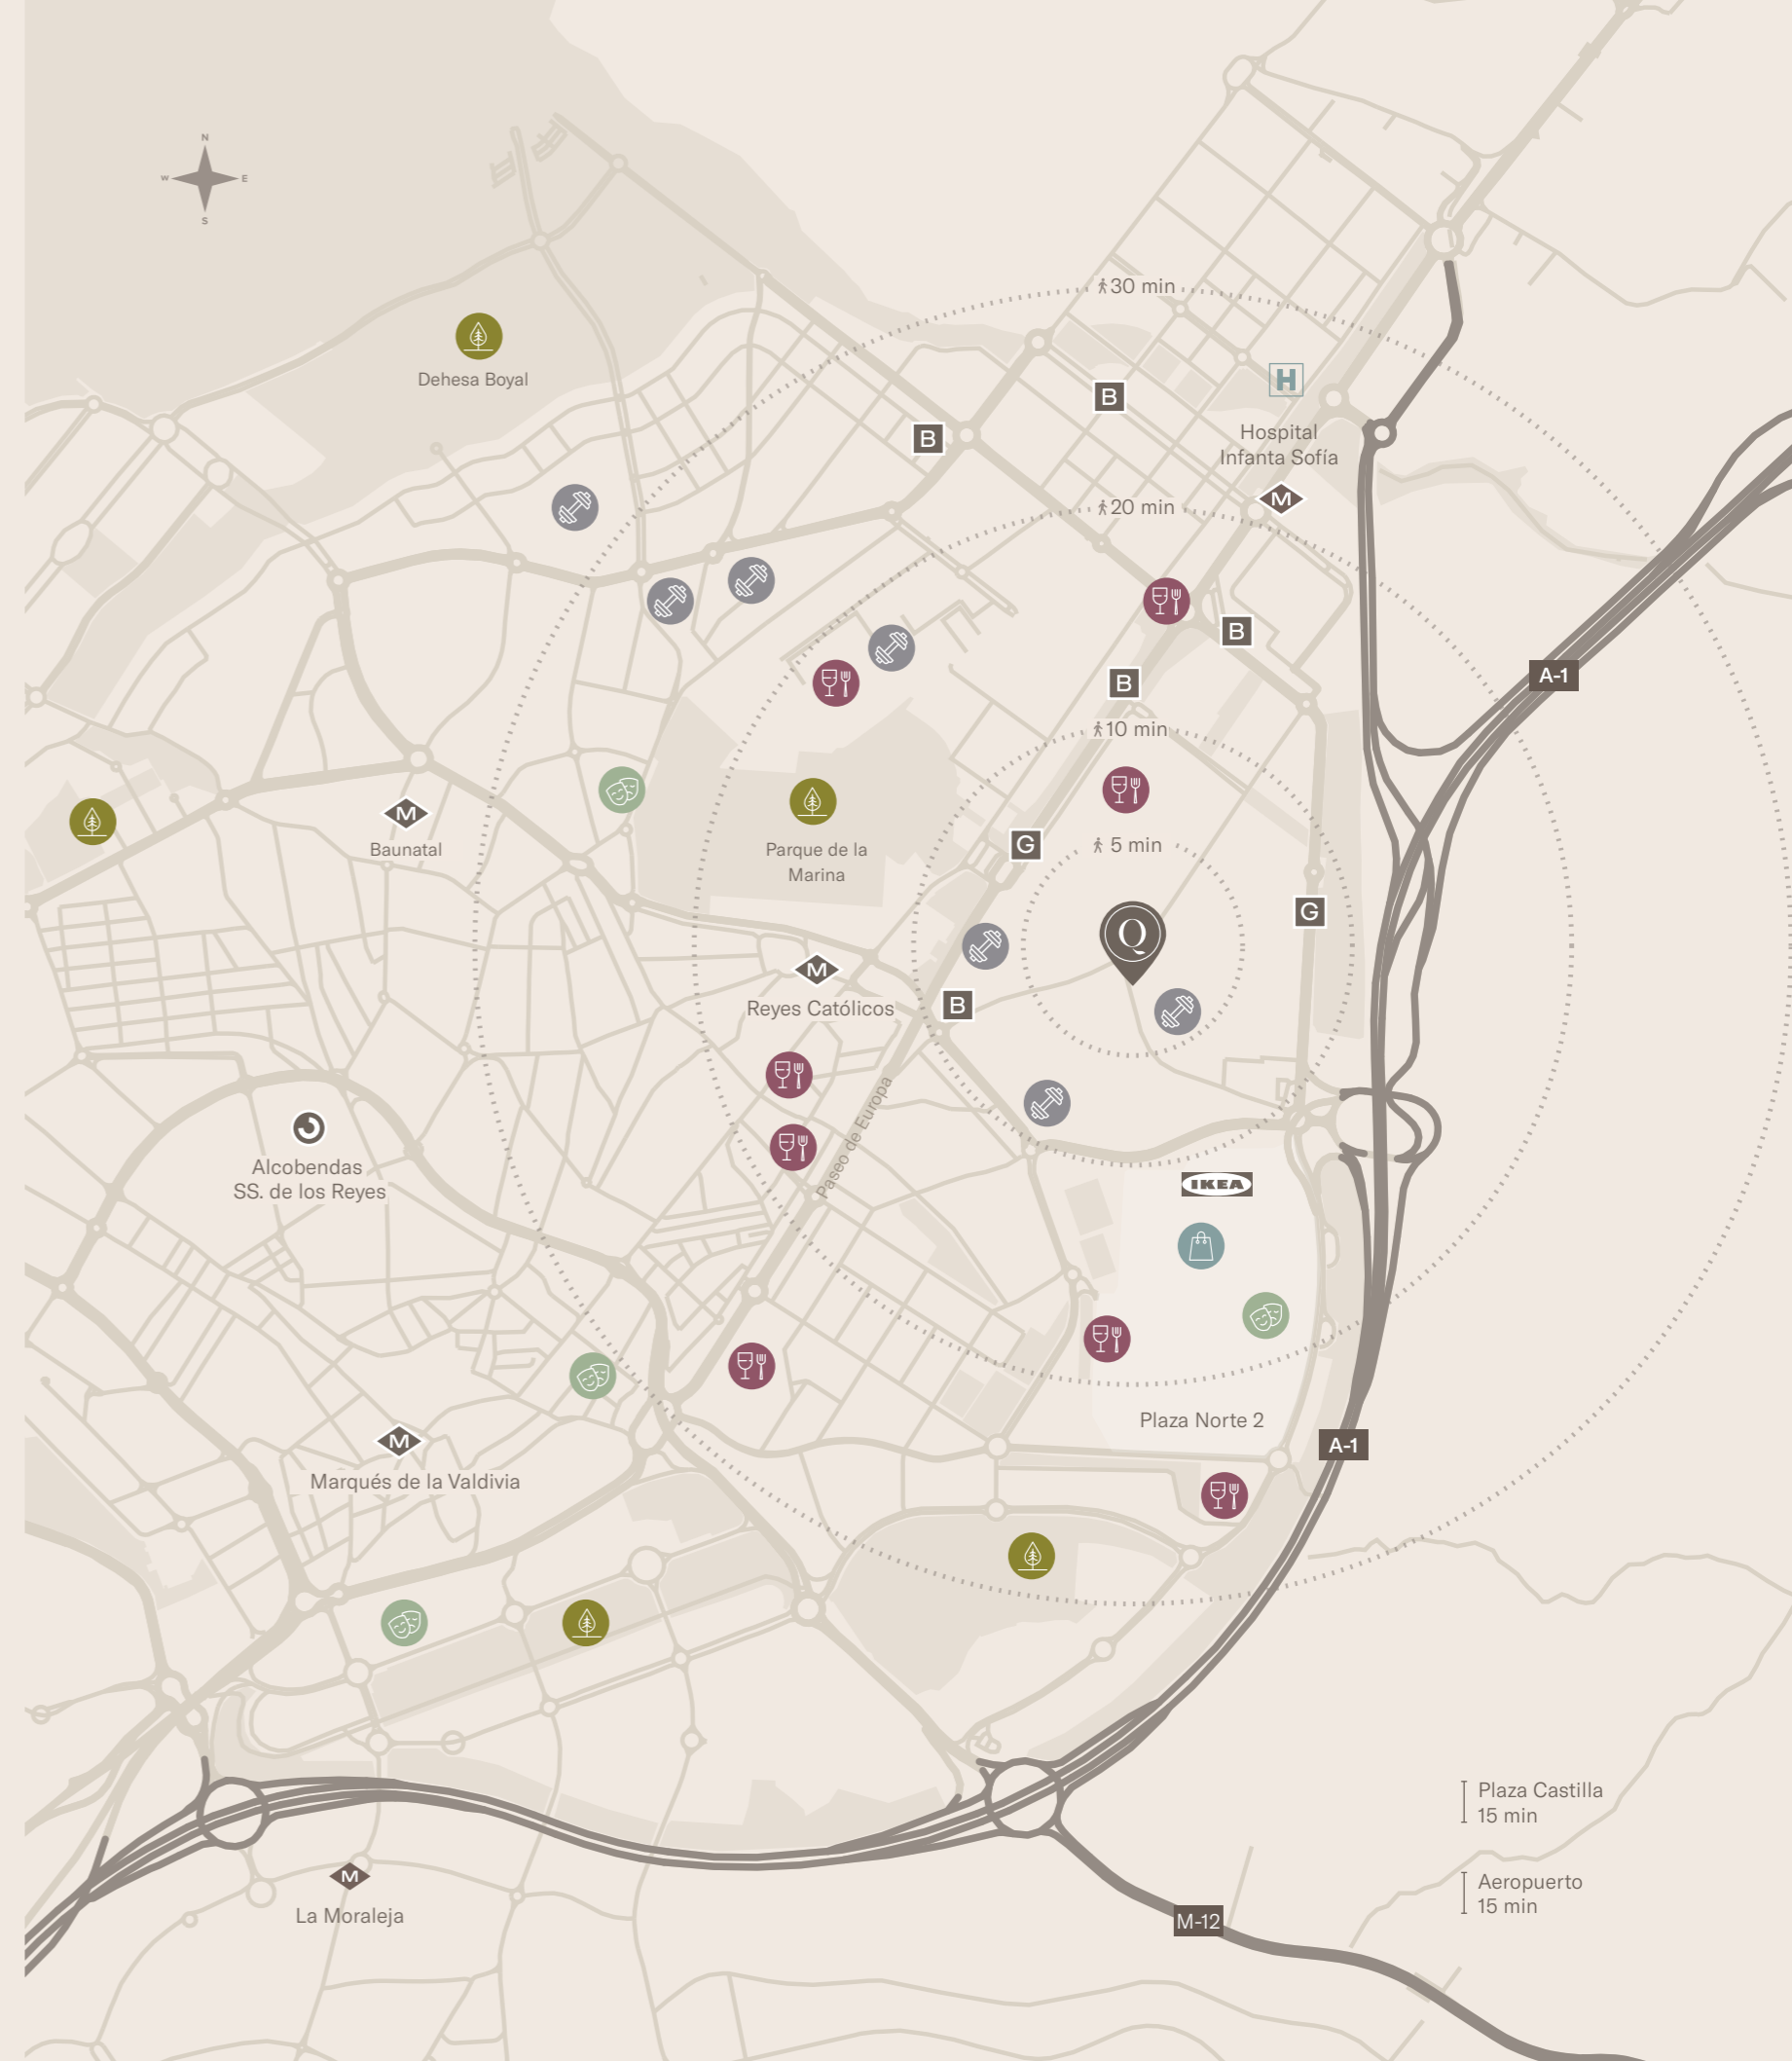 N
W
E
S
30 min
Dehesa Boyal
H
B
B
Hospital
Infanta Sofía
M
20 min
B
A-1
B
10 min
M
Baunatal
Parque de la
Marina
G
5 min
G
Q
M
Reyes Católicos
B
Paseo de Europa
Alcobendas
SS. de los Reyes
IKEA
Plaza Norte 2
A-1
M
Marqués de la Valdivia
Plaza Castilla
15 min
M
La Moraleja
Aeropuerto
15 min
M-12